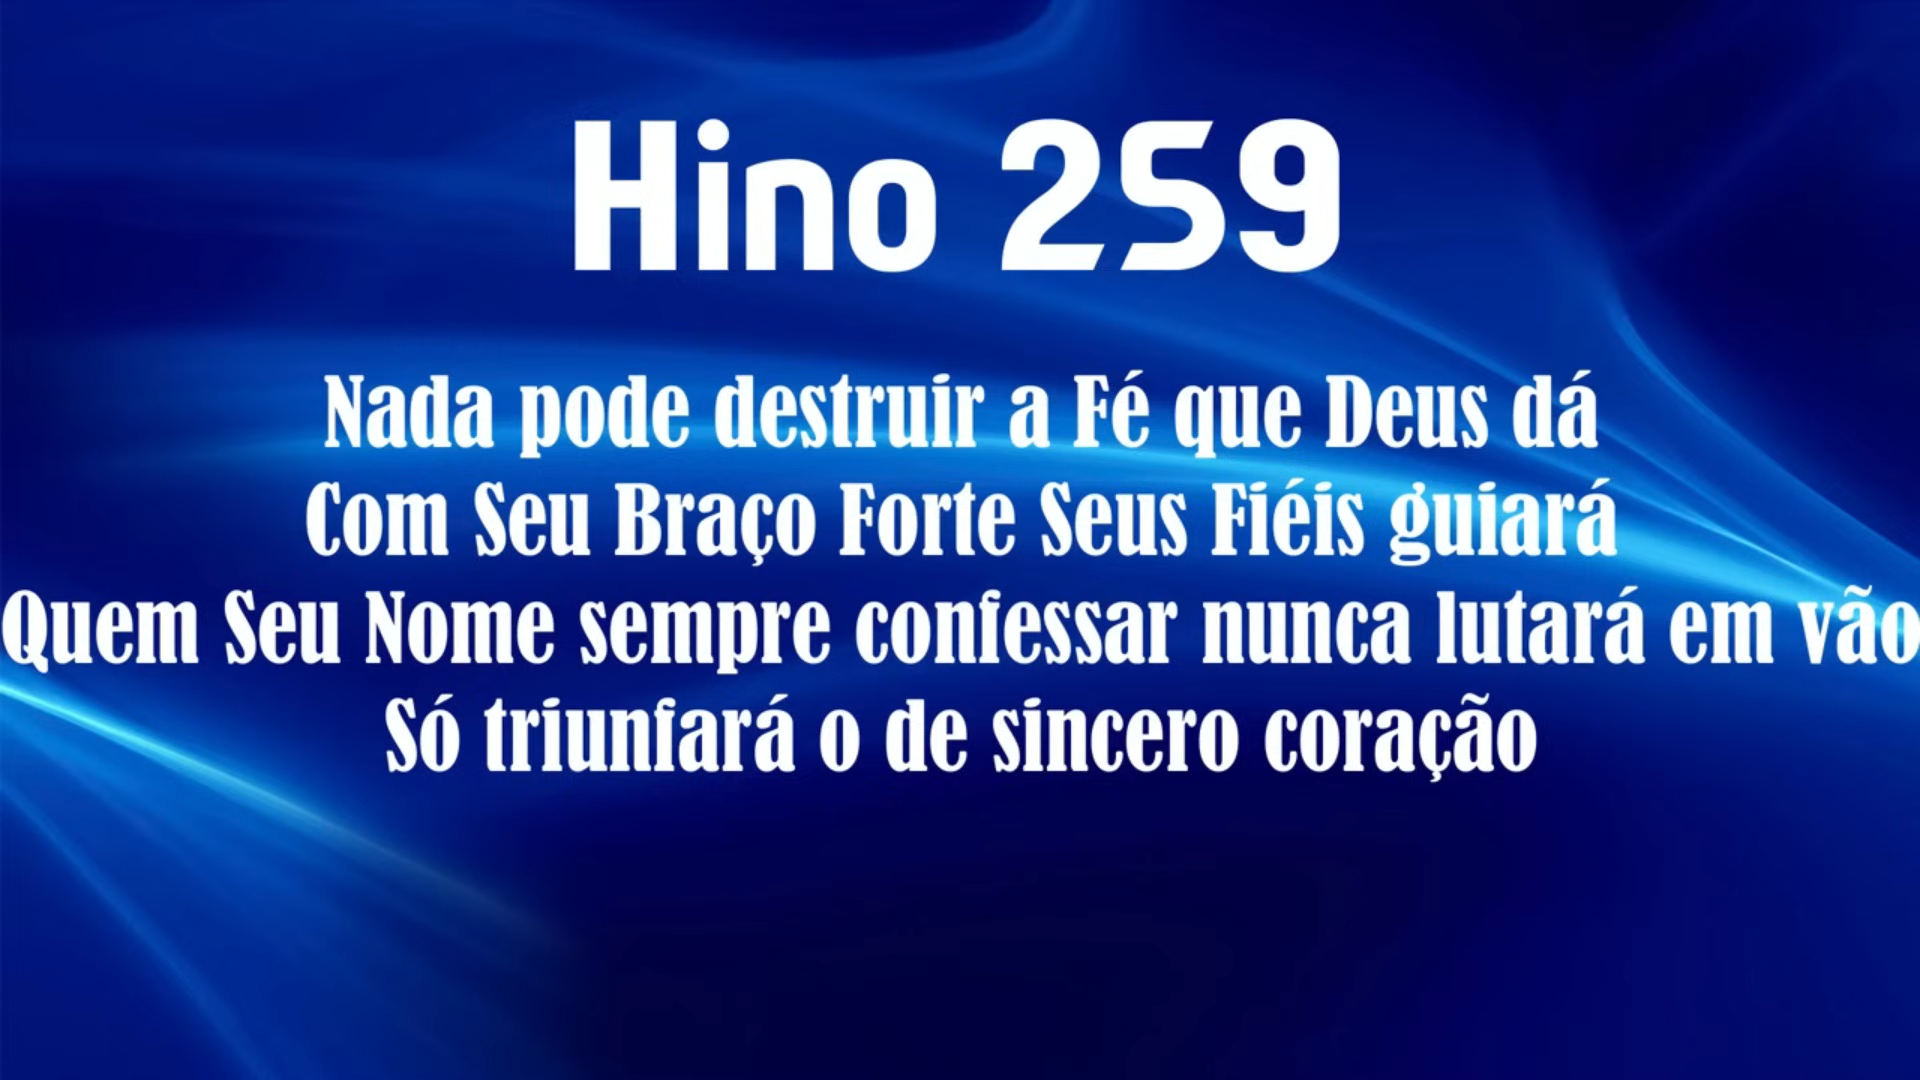 Hino 259
Nada pode destruir a Fé que Deus dá
Com Seu Braço Forte Seus Fiéis guiará
Quem Seu Nome sempre confessar nunca lutará em vão
Só triunfará o de sincero coração